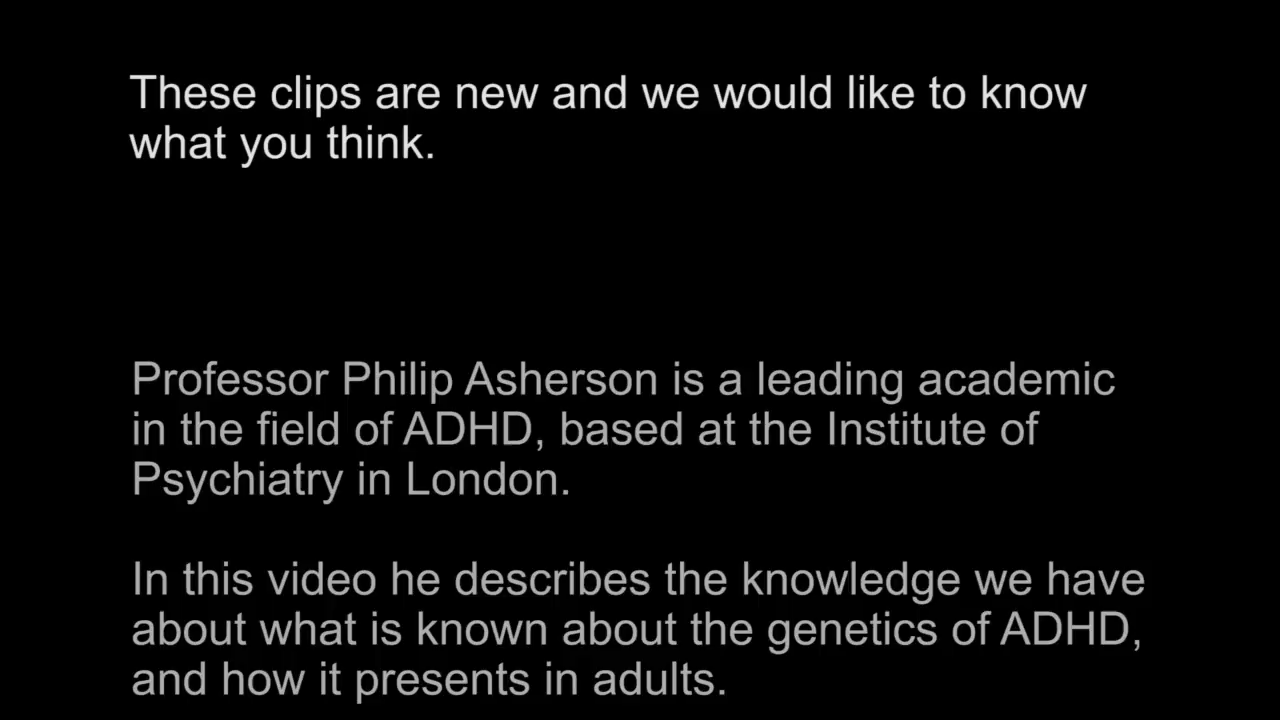 These clips are new and we would like to know
what you think.
Professor Philip Asherson is a leading academic
in the field of ADHD, based at the Institute of
Psychiatry in London.
In this video he describes the knowledge we have
about what is known about the genetics of ADHD,
and how it presents in adults.